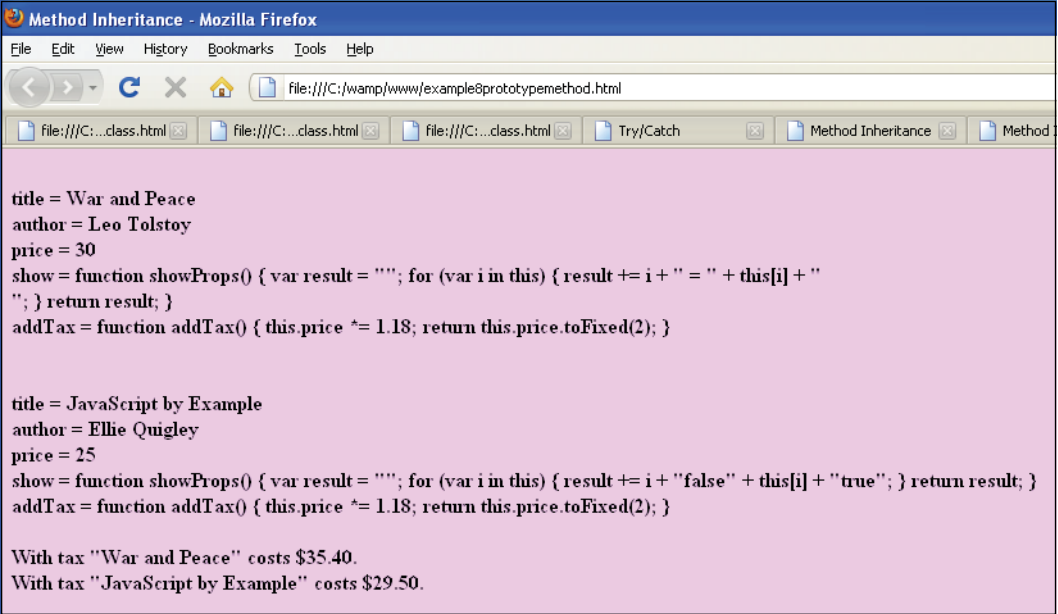 Method Inheritance - Mozilla Firefox
File Edit View History Bookmarks Tools Help
file:///C:/wamp/www/example8prototypemethod.html
file:///C:...class.html file:///C:...class.html file:///C:...class.html Try/Catch Method Inheritance Method
title = War and Peace
author = Leo Tolstoy
price = 30
show = function showProps() { var result = ""; for (var i in this) { result += i + " = " + this[i] + "
"; } return result; }
addTax = function addTax() { this.price *= 1.18; return this.price.toFixed(2); }
title = JavaScript by Example
author = Ellie Quigley
price = 25
show = function showProps() { var result = ""; for (var i in this) { result += i + "false" + this[i] + "true"; } return result; }
addTax = function addTax() { this.price *= 1.18; return this.price.toFixed(2); }
With tax "War and Peace" costs $35.40.
With tax "JavaScript by Example" costs $29.50.